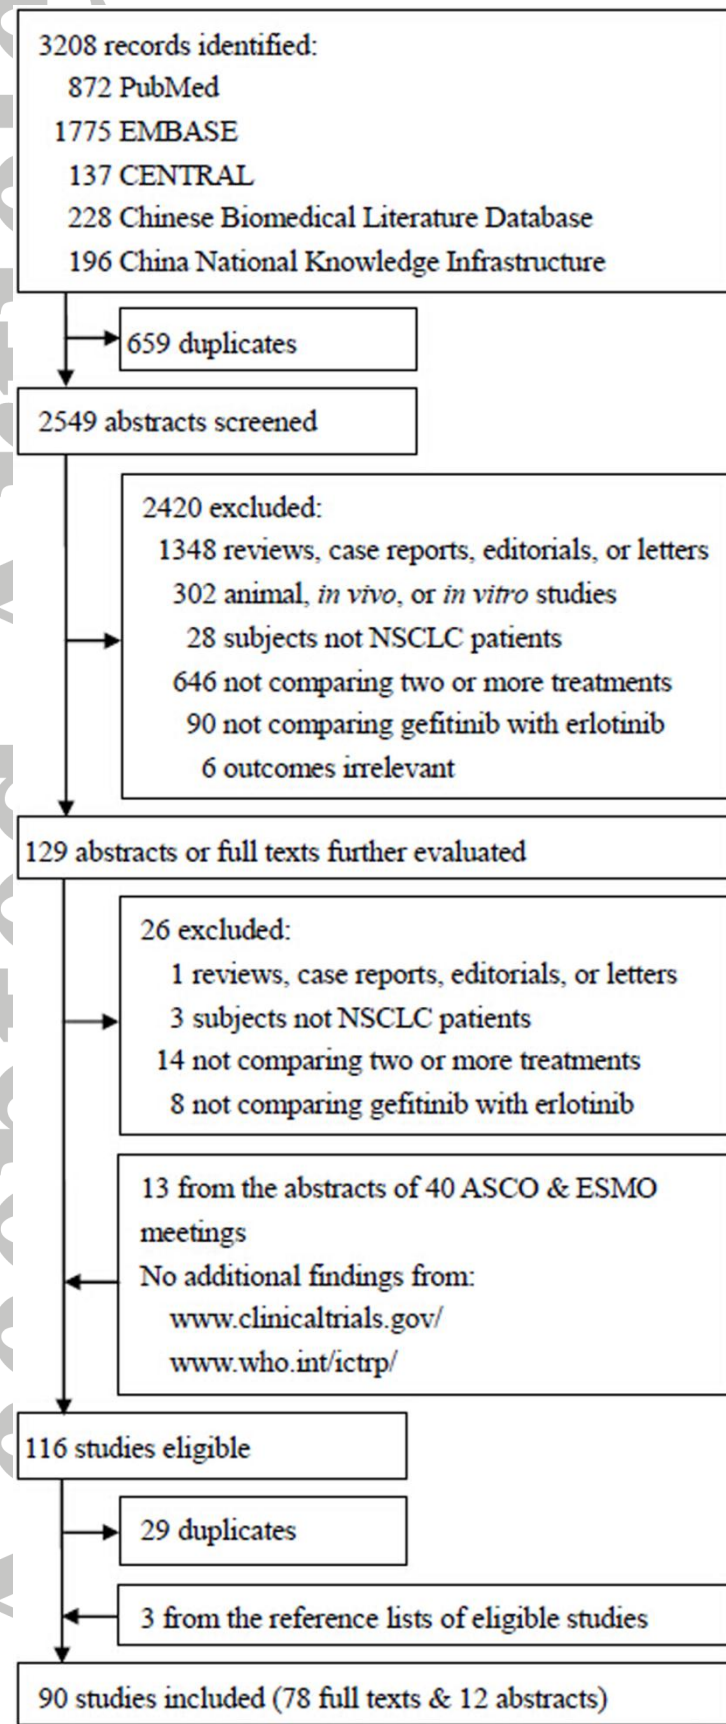 3208 records identified:
872 PubMed
1775 EMBASE
137 CENTRAL
228 Chinese Biomedical Literature Database
196 China National Knowledge Infrastructure
659 duplicates
2549 abstracts screened
2420 excluded:
1348 reviews, case reports, editorials, or letters
302 animal, in vivo, or in vitro studies
28 subjects not NSCLC patients
646 not comparing two or more treatments
90 not comparing gefitinib with erlotinib
6 outcomes irrelevant
129 abstracts or full texts further evaluated
26 excluded:
1 reviews, case reports, editorials, or letters
3 subjects not NSCLC patients
14 not comparing two or more treatments
8 not comparing gefitinib with erlotinib
13 from the abstracts of 40 ASCO & ESMO
meetings
No additional findings from:
www.clinicaltrials.gov/
www.who.int/ictrp/
116 studies eligible
29 duplicates
3 from the reference lists of eligible studies
90 studies included (78 full texts & 12 abstracts)